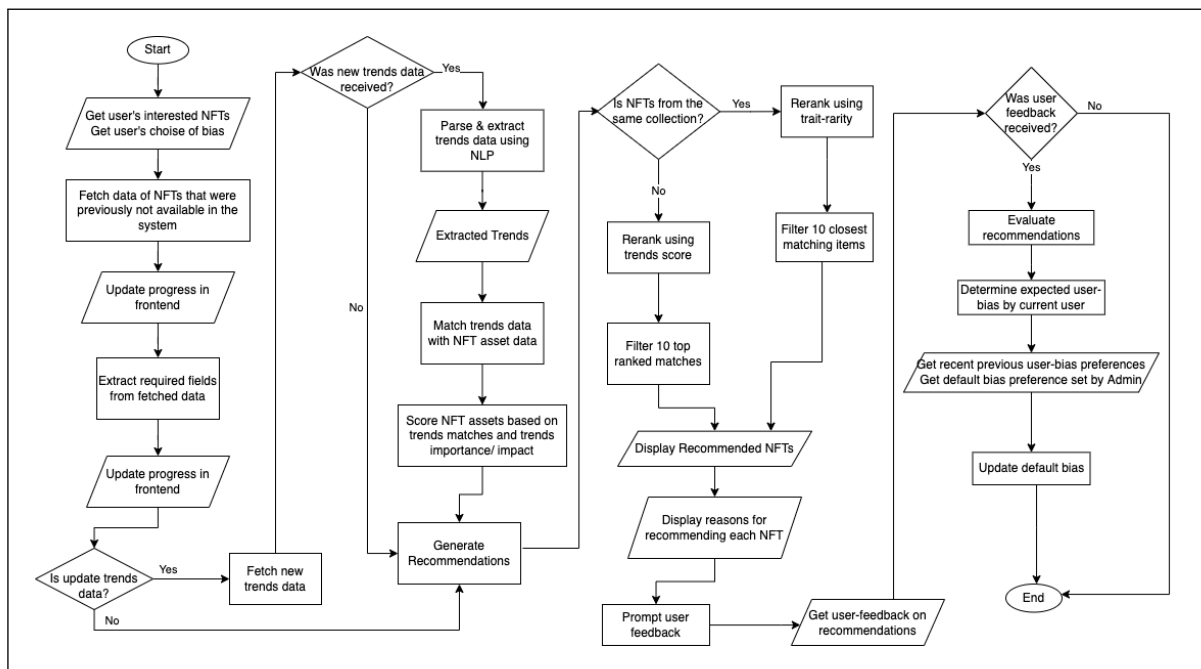 Start
Get user's interested NFTs
Get user's choise of bias
Fetch data of NFTs that were
previously not available in the
system
Update progress in
frontend
Extract required fields
from fetched data
Update progress in
frontend
Is update trends
data?
Yes
No
Fetch new
trends data
Was new trends data
received?
Yes
No
Parse & extract
trends data using
NLP
Extracted Trends
Match trends data
with NFT asset data
Score NFT assets based on
trends matches and trends
importance/ impact
Generate
Recommendations
Is NFTs from the
same collection?
Yes
No
Rerank using
trait-rarity
Filter 10 closest
matching items
Rerank using
trends score
Filter 10 top
ranked matches
Display Recommended NFTs
Display reasons for
recommending each NFT
Prompt user
feedback
Get user-feedback on
recommendations
Was user
feedback
received?
No
Yes
Evaluate
recommendations
Determine expected user-
bias by current user
Get recent previous user-bias preferences
Get default bias preference set by Admin
Update default bias
End